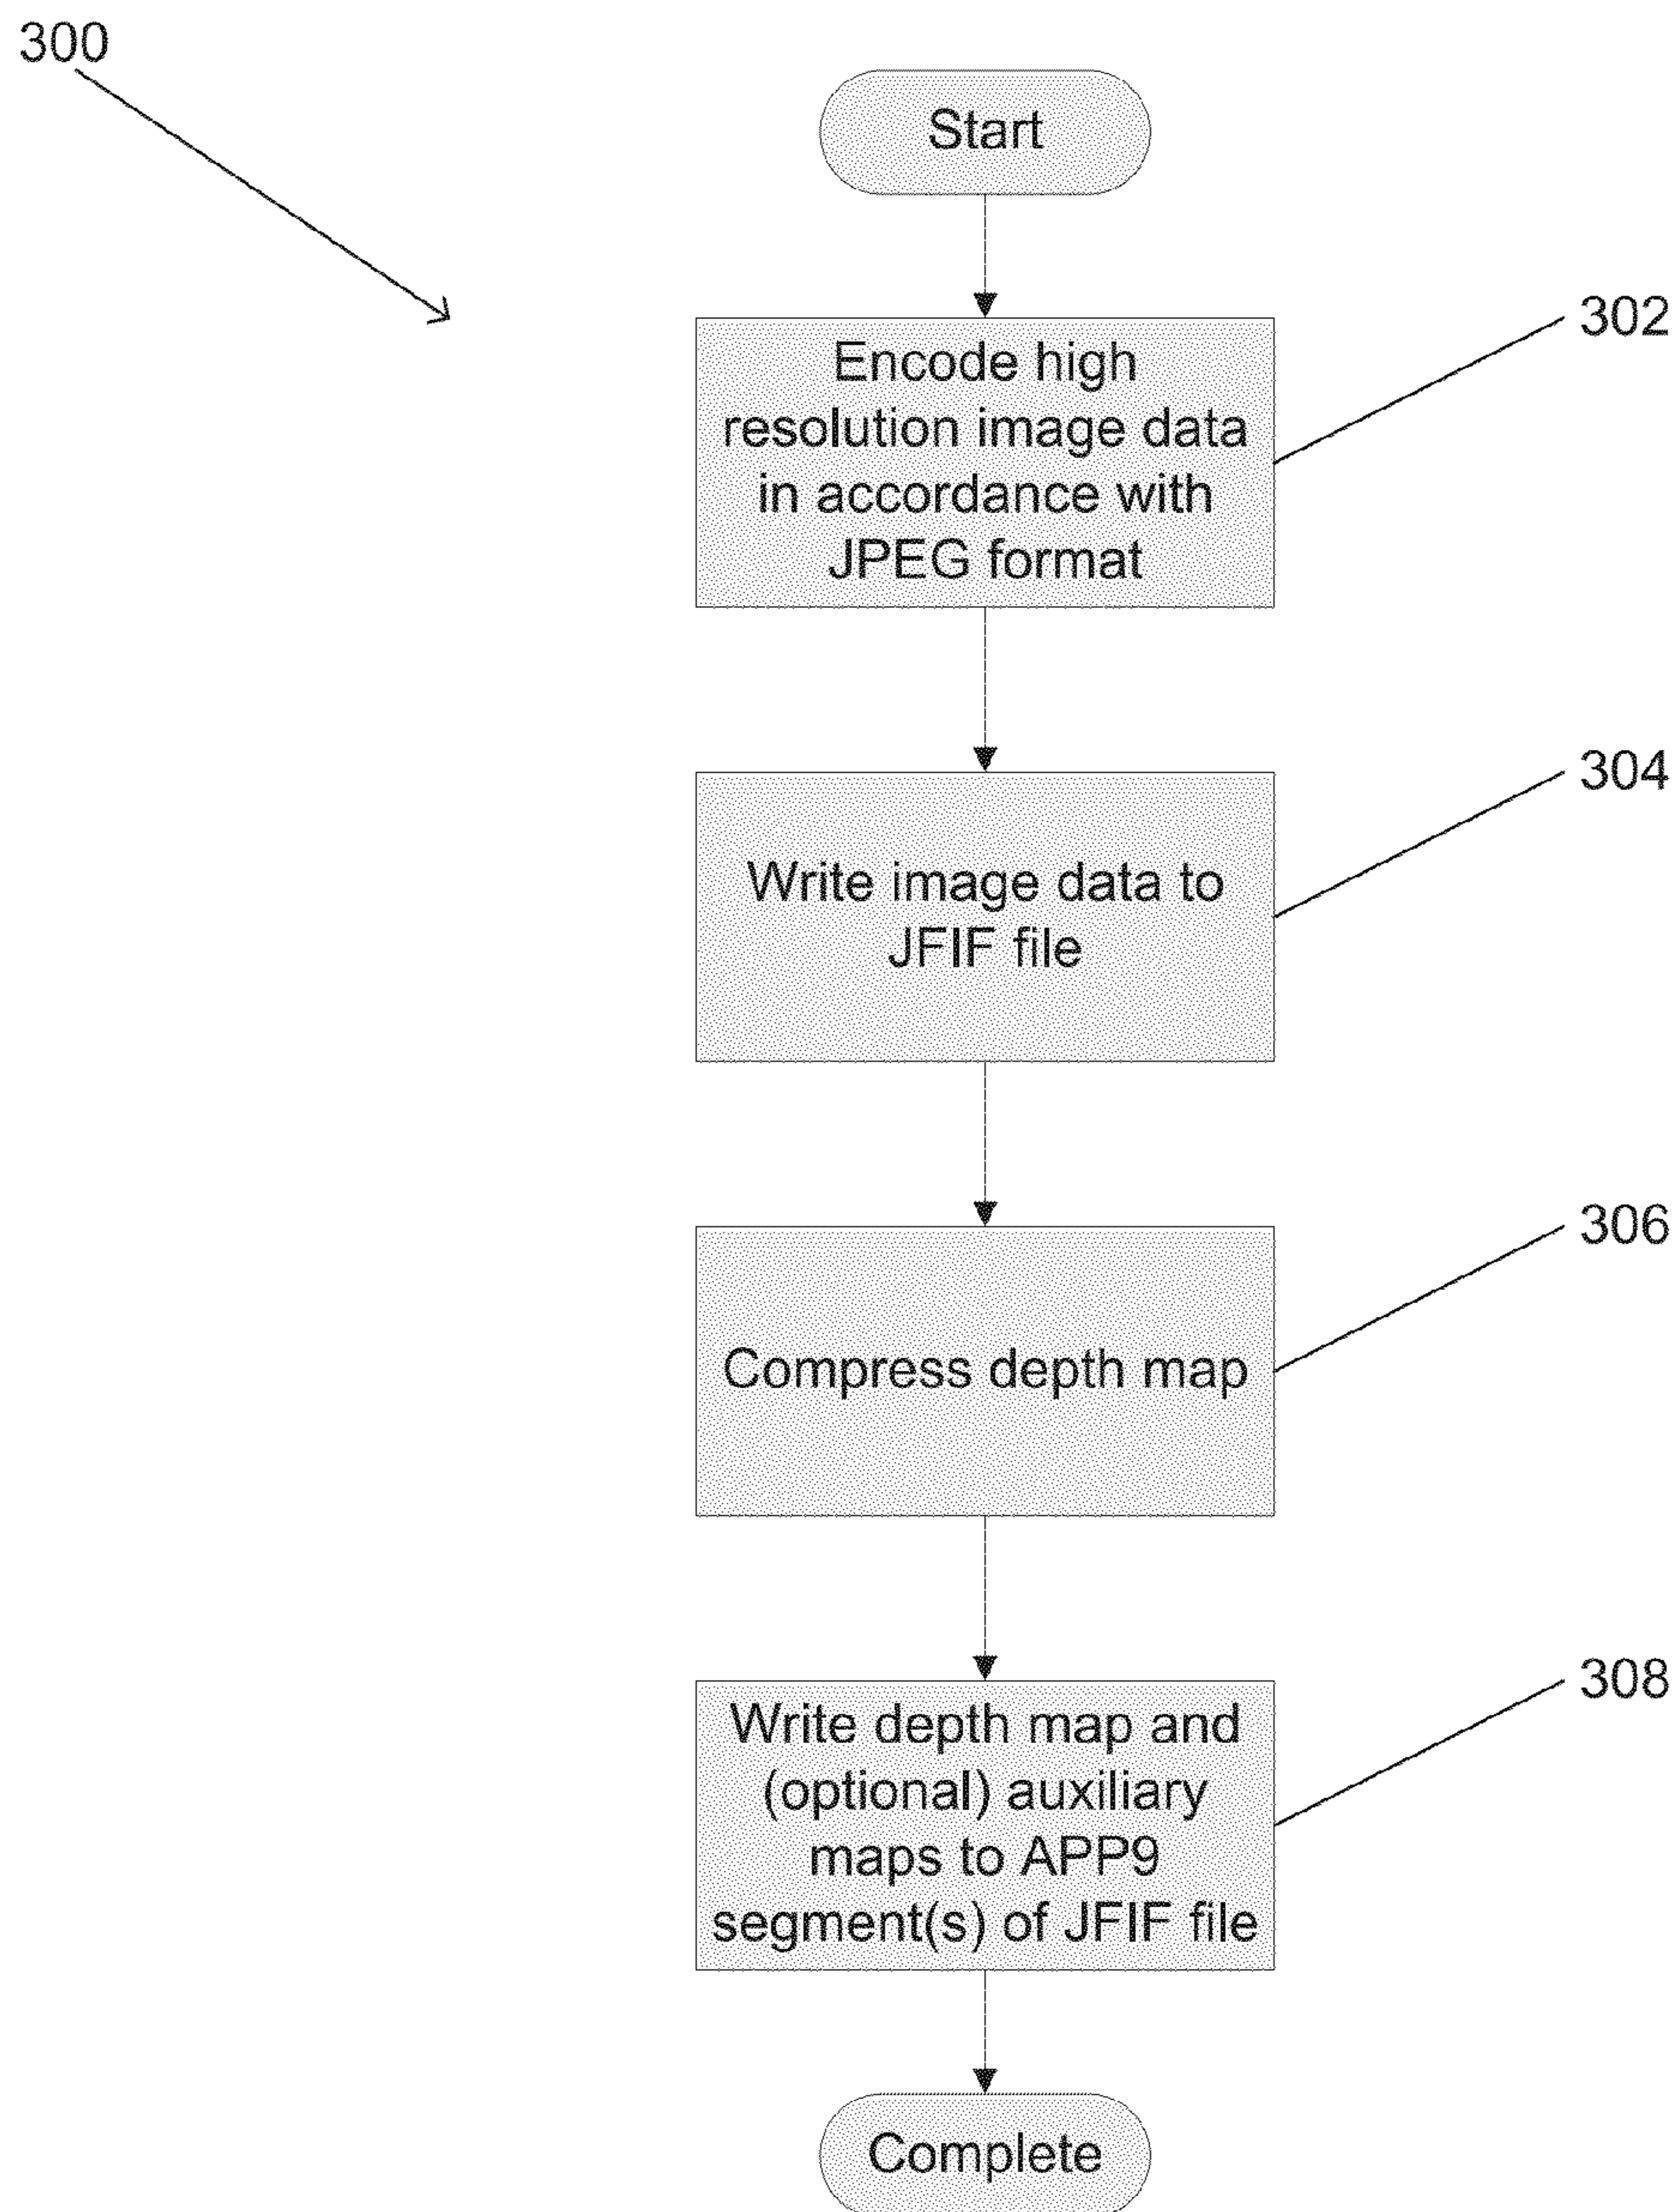 300
Start
Encode high
resolution image data
in accordance with
JPEG format
302
Write image data to
JFIF file
304
Compress depth map
306
Write depth map and
(optional) auxiliary
maps to APP9
segment(s) of JFIF file
308
Complete